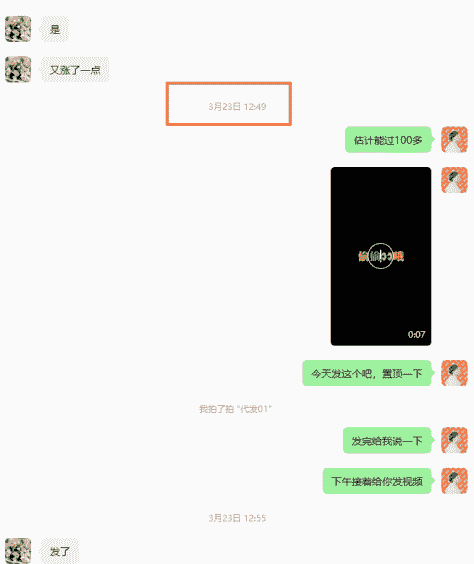 是
又涨了一点
3月23日 12:49
估计能过100多
0:07
今天发这个吧，置顶一下
我拍了拍 "代发01"
发完给我说一下
下午接着给你发视频
3月23日 12:55
发了